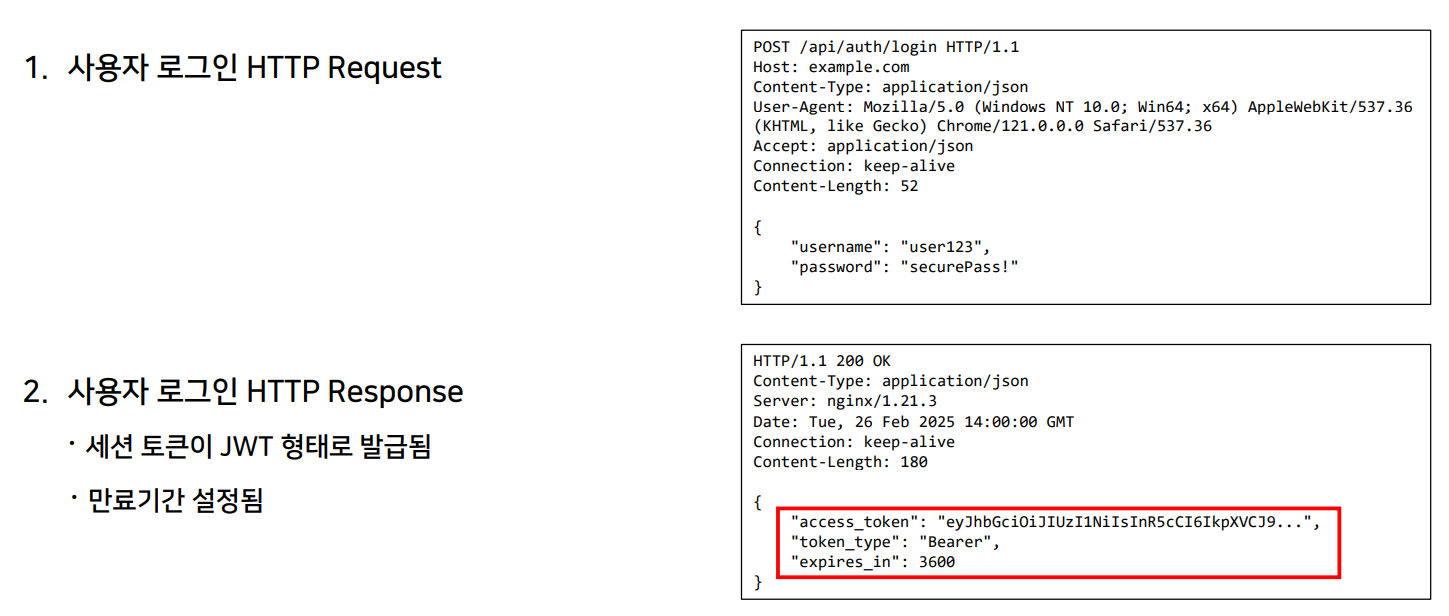 1. 사용자 로그인 HTTP Request
POST /api/auth/login HTTP/1.1
Host: example.com
Content-Type: application/json
User-Agent: Mozilla/5.0 (Windows NT 10.0; Win64; x64) AppleWebKit/537.36
(KHTML, like Gecko) Chrome/121.0.0.0 Safari/537.36
Accept: application/json
Connection: keep-alive
Content-Length: 52
{
"username": "user123",
"password": "securePass!"
}
2. 사용자 로그인 HTTP Response
· 세션 토큰이 JWT 형태로 발급됨
· 만료기간 설정됨
HTTP/1.1 200 OK
Content-Type: application/json
Server: nginx/1.21.3
Date: Tue, 26 Feb 2025 14:00:00 GMT
Connection: keep-alive
Content-Length: 180
{
"access_token": "eyJhbGciOiJIUzI1NiIsInR5cCI6IkpXVCJ9...",
"token_type": "Bearer",
"expires_in": 3600
}